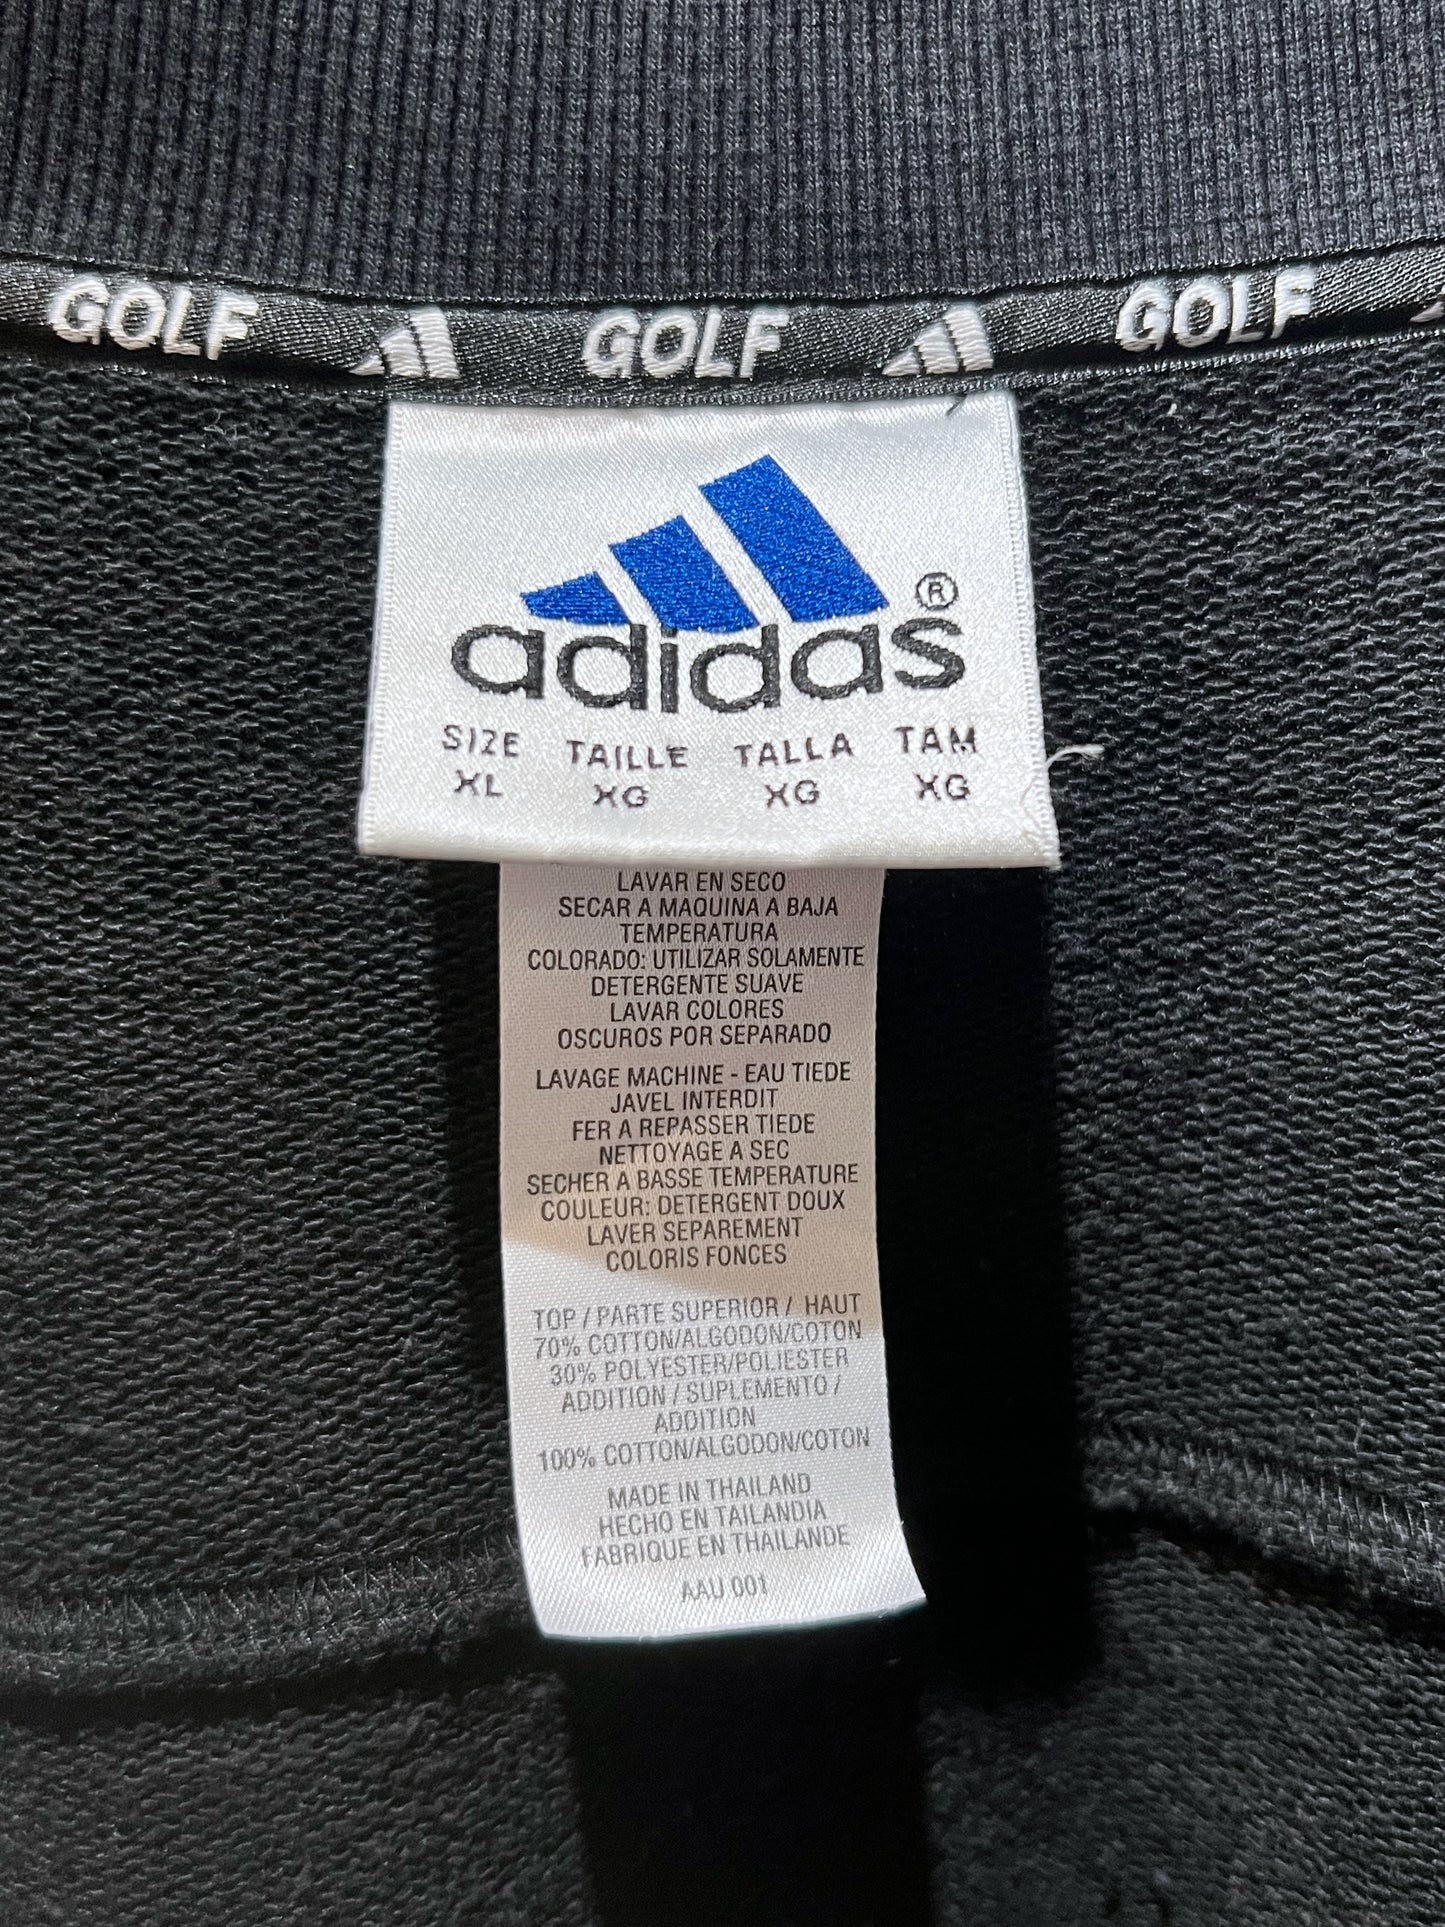 GOLF GOLF GOLF
adidas®
SIZE TAILLE TALLA TAM
XL XG XG XG
LAVAR EN SECO
SECAR A MAQUINA A BAJA
TEMPERATURA
COLORADO: UTILIZAR SOLAMENTE
DETERGENTE SUAVE
LAVAR COLORES
OSCUROS POR SEPARADO
LAVAGE MACHINE - EAU TIEDE
JAVEL INTERDIT
FER A REPASSER TIEDE
NETTOYAGE A SEC
SECHER A BASSE TEMPERATURE
COULEUR: DETERGENT DOUX
LAVER SEPAREMENT
COLORIS FONCES
TOP / PARTE SUPERIOR / HAUT
70% COTTON/ALGODON/COTON
30% POLYESTER/POLIESTER
ADDITION / SUPLEMENTO /
ADDITION
100% COTTON/ALGODON/COTON
MADE IN THAILAND
HECHO EN TAILANDIA
FABRIQUE EN THAILANDE
AAU 001